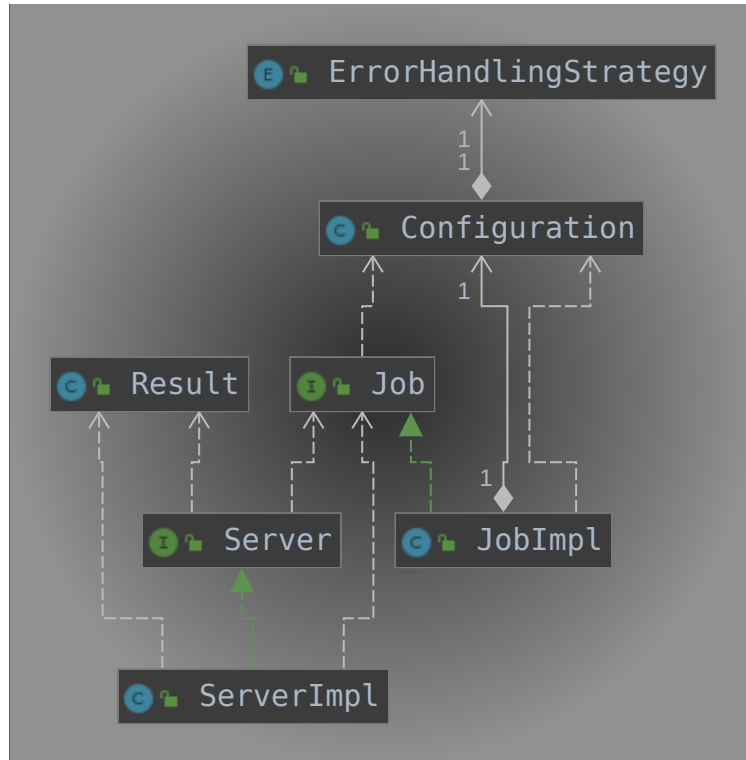 E ErrorHandlingStrategy
1
1
C Configuration
1
C Result
I Job
1
I Server
C JobImpl
C ServerImpl